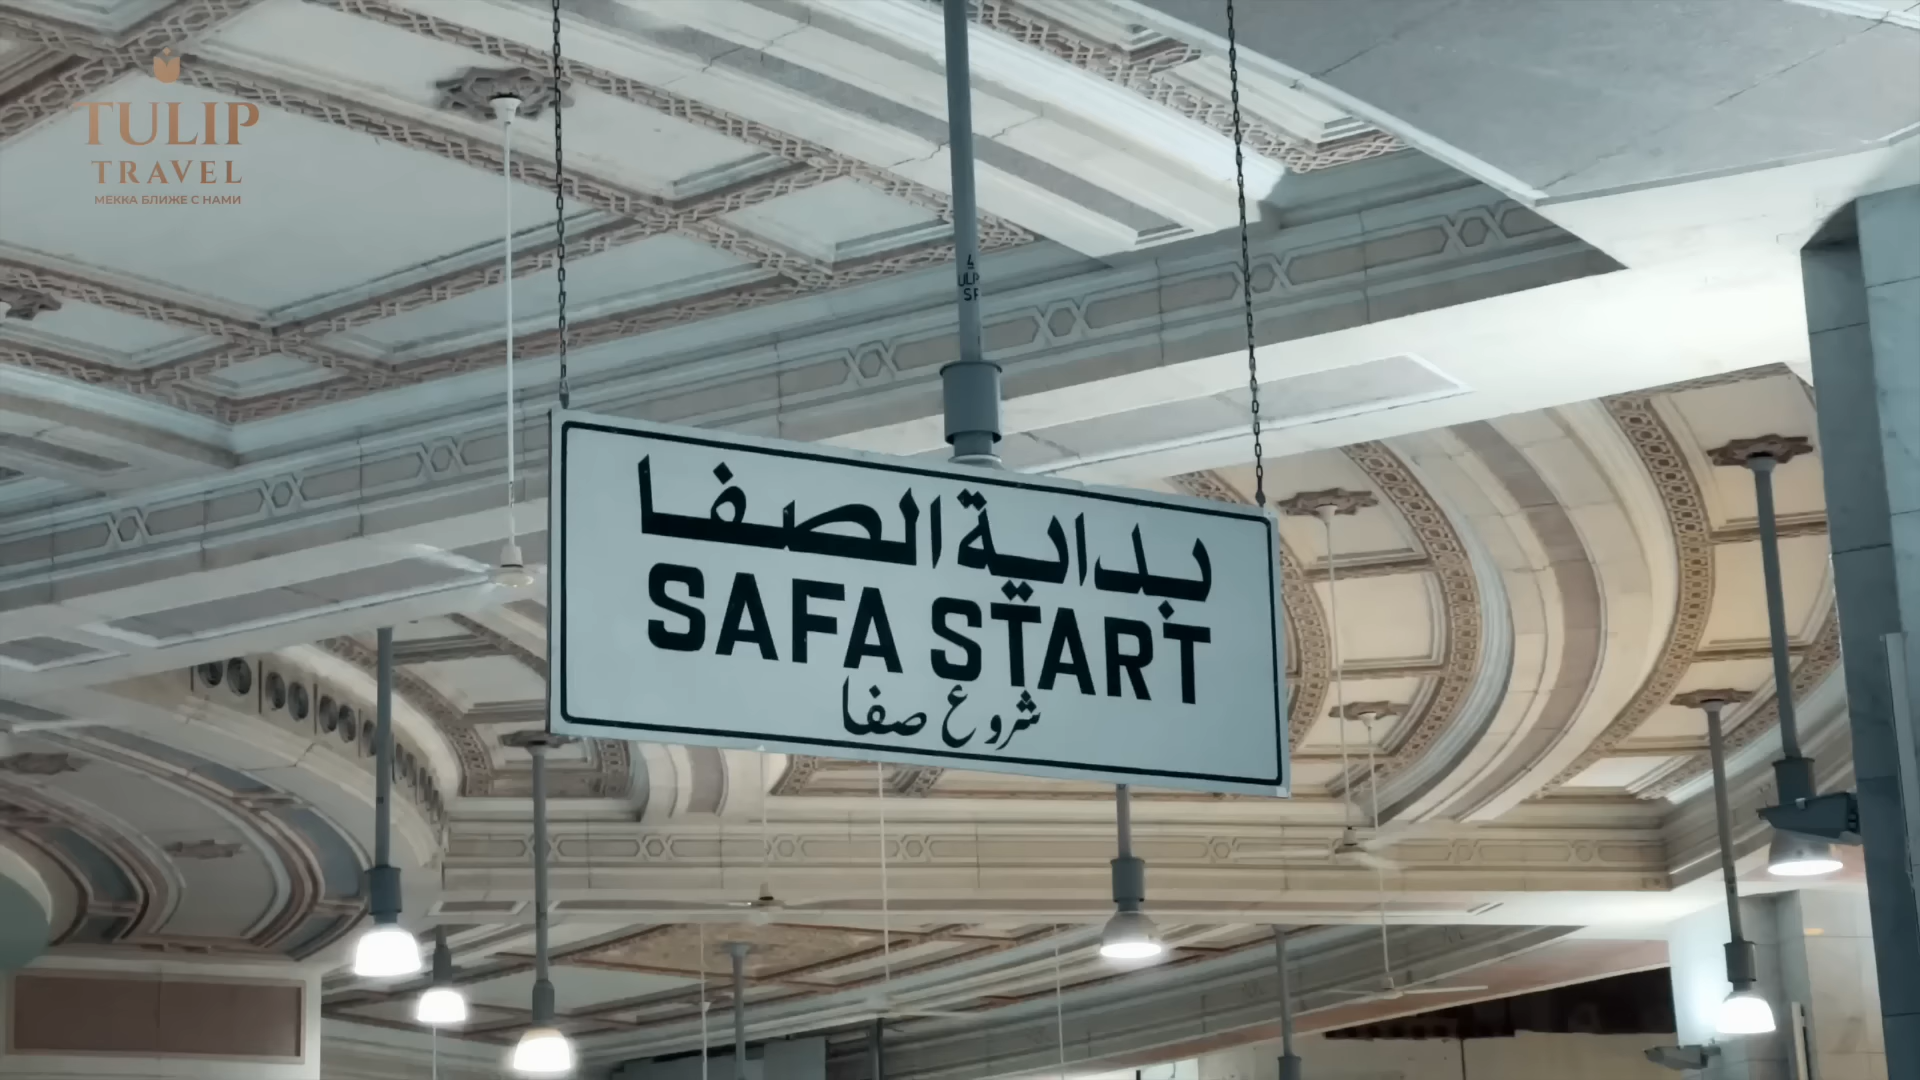 TULIP
TRAVEL
МЕККА БЛИЖЕ С НАМИ
بداية الصفا
SAFA START
شروع صفا